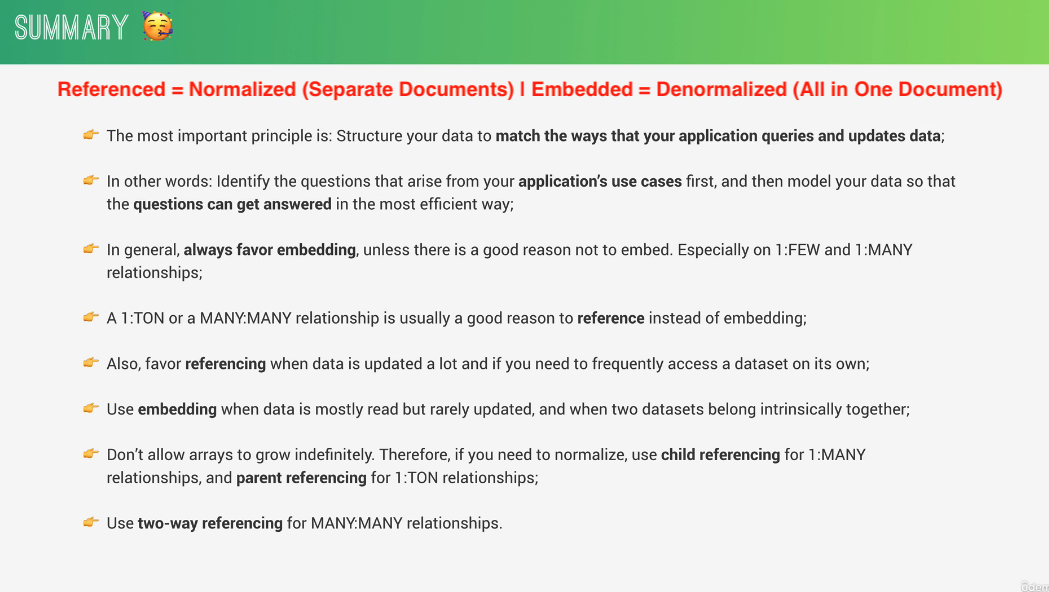 SUMMARY 🥳
Referenced = Normalized (Separate Documents) | Embedded = Denormalized (All in One Document)
👉 The most important principle is: Structure your data to match the ways that your application queries and updates data;
👉 In other words: Identify the questions that arise from your application's use cases first, and then model your data so that
the questions can get answered in the most efficient way;
👉 In general, always favor embedding, unless there is a good reason not to embed. Especially on 1:FEW and 1:MANY
relationships;
👉 A 1:TON or a MANY:MANY relationship is usually a good reason to reference instead of embedding;
👉 Also, favor referencing when data is updated a lot and if you need to frequently access a dataset on its own;
👉 Use embedding when data is mostly read but rarely updated, and when two datasets belong intrinsically together;
👉 Don't allow arrays to grow indefinitely. Therefore, if you need to normalize, use child referencing for 1:MANY
relationships, and parent referencing for 1:TON relationships;
👉 Use two-way referencing for MANY:MANY relationships.